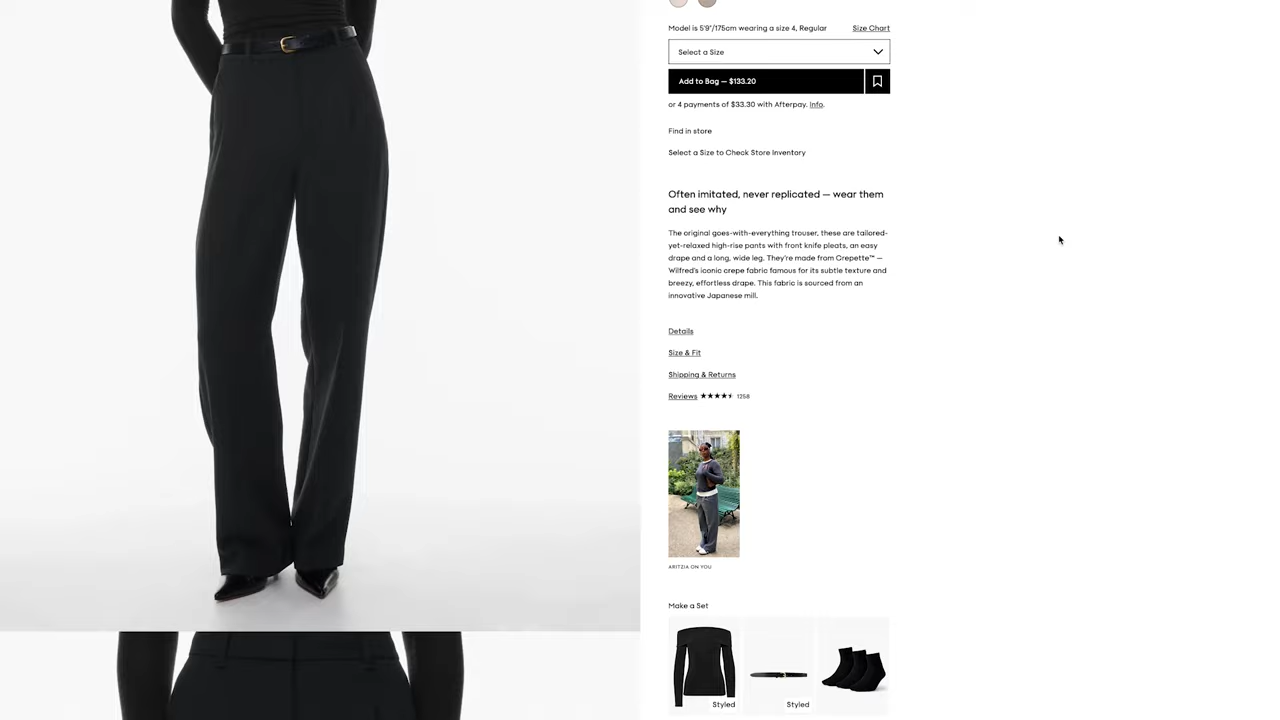 Model is 5'9"/175cm wearing a size 4, Regular
Size Chart
Select a Size
Add to Bag — $133.20
or 4 payments of $33.30 with Afterpay. Info.
Find in store
Select a Size to Check Store Inventory
Often imitated, never replicated — wear them
and see why
The original goes-with-everything trouser, these are tailored-
yet-relaxed high-rise pants with front knife pleats, an easy
drape and a long, wide leg. They're made from Crepette™ —
Wilfred's iconic crepe fabric famous for its subtle texture and
breezy, effortless drape. This fabric is sourced from an
innovative Japanese mill.
Details
Size & Fit
Shipping & Returns
Reviews ★★★★ 1258
ARITZIA ON YOU
Make a Set
Styled
Styled